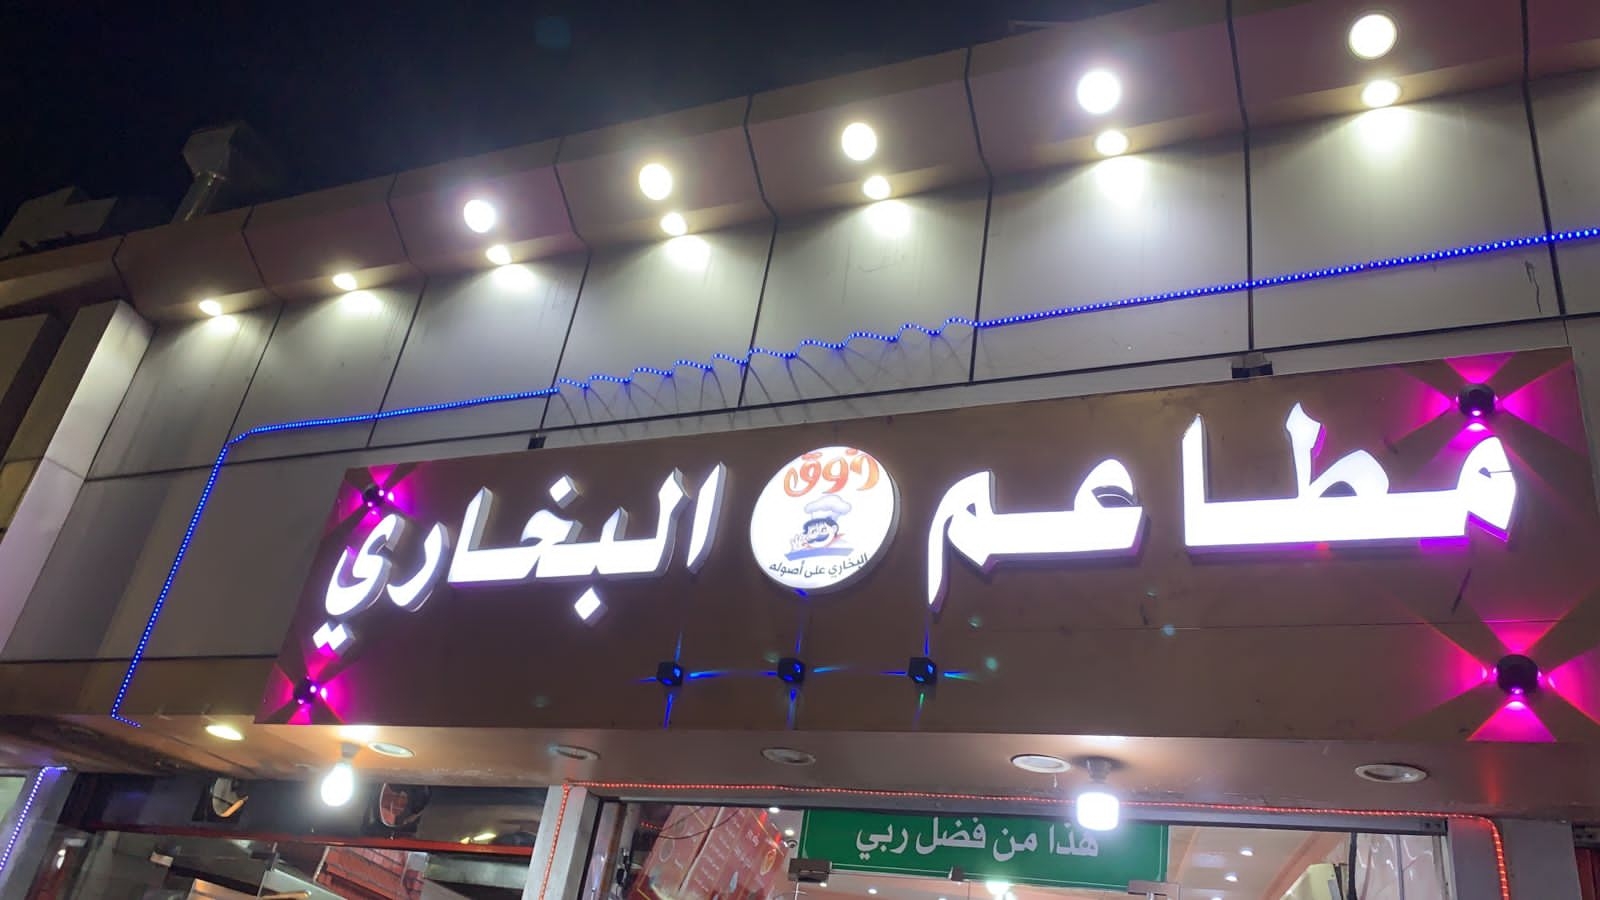 مطاعم
ذوق
البخاري على أصوله
البخاري
هذا من فضل ربي